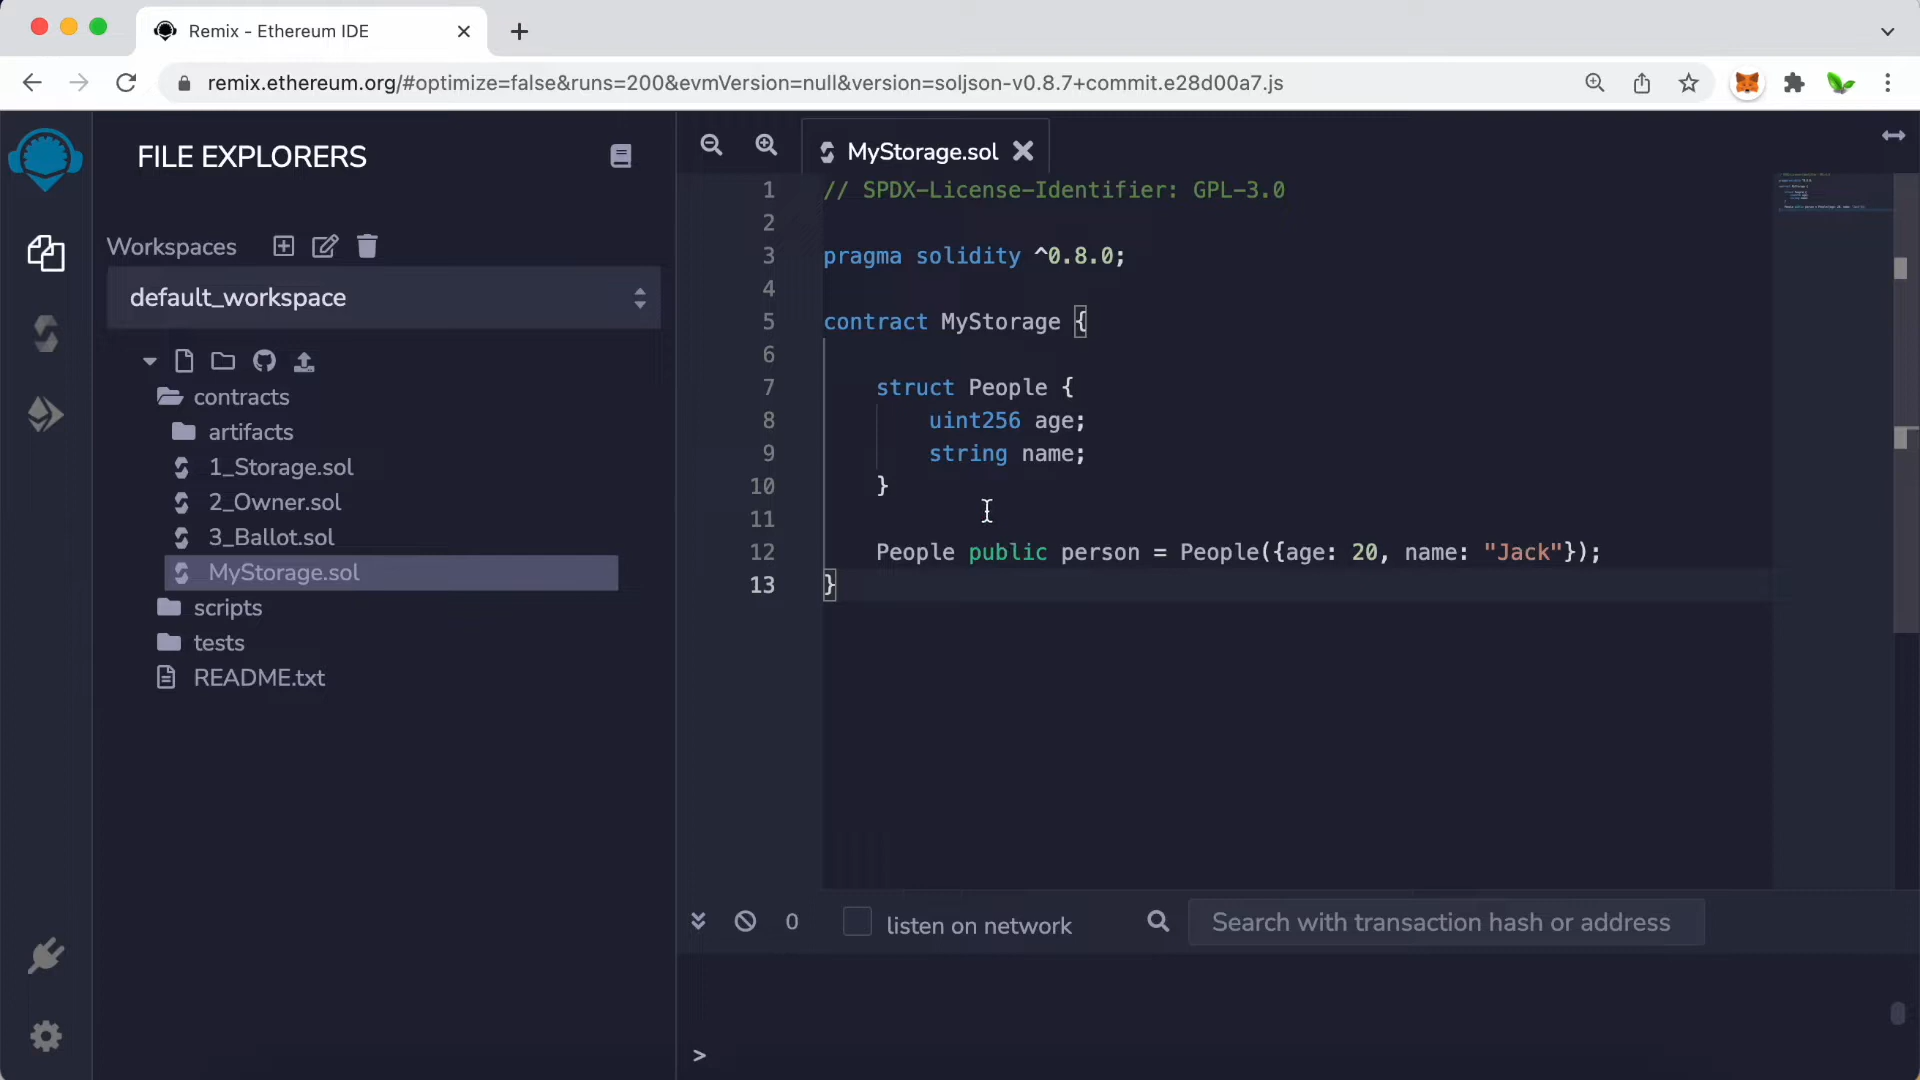 Remix - Ethereum IDE
remix.ethereum.org/#optimize=false&runs=200&evmVersion=null&version=soljson-v0.8.7+commit.e28d00a7.js
FILE EXPLORERS
Workspaces
default_workspace
contracts
artifacts
1_Storage.sol
2_Owner.sol
3_Ballot.sol
MyStorage.sol
scripts
tests
README.txt
MyStorage.sol
1 // SPDX-License-Identifier: GPL-3.0
2
3 pragma solidity ^0.8.0;
4
5 contract MyStorage {
6
7 struct People {
8 uint256 age;
9 string name;
10 }
11
12 People public person = People({age: 20, name: "Jack"});
13 }
0 listen on network Search with transaction hash or address
>